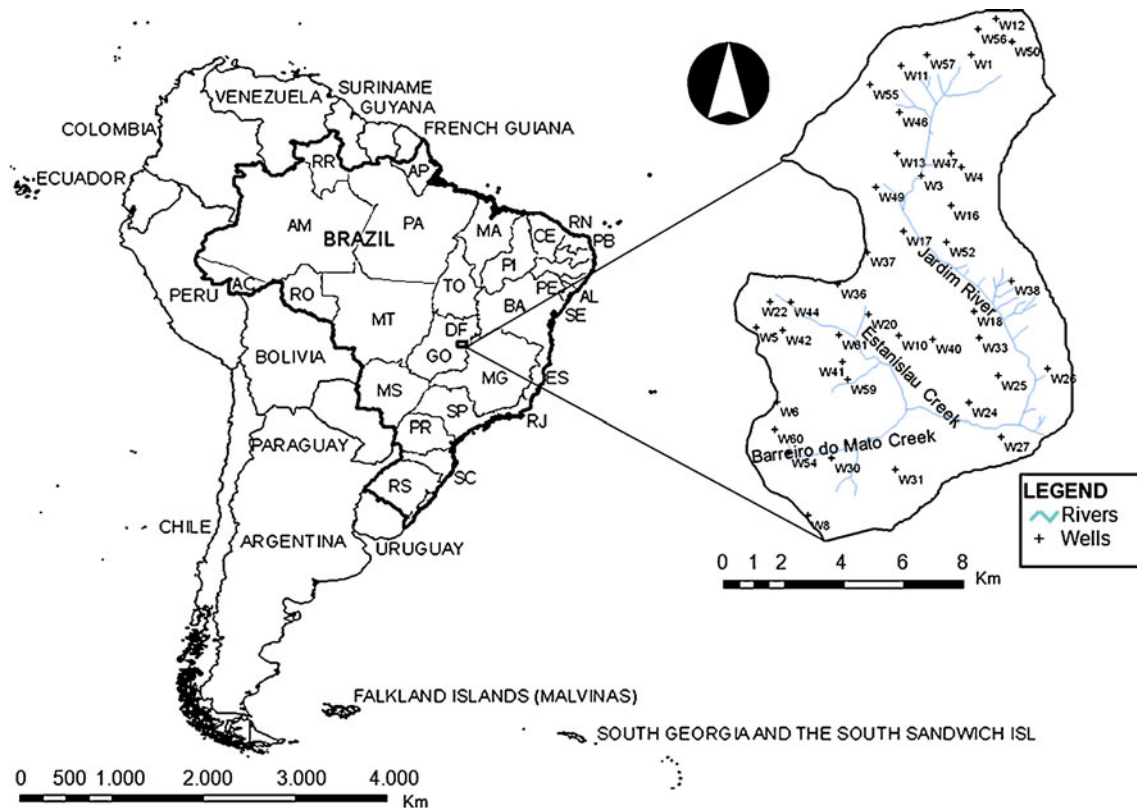 VENEZUELA
SURINAME
GUYANA
FRENCH GUIANA
COLOMBIA
ECUADOR
RR
AP
AM
PA
BRAZIL
MA
CE
RN
PB
PI
PE
AL
SE
TO
BA
AC
RO
PERU
MT
DF
GO
BOLIVIA
MG
ES
MS
SP
RJ
PR
PARAGUAY
SC
RS
CHILE
ARGENTINA
URUGUAY
FALKLAND ISLANDS (MALVINAS)
SOUTH GEORGIA AND THE SOUTH SANDWICH ISL
0 500 1.000 2.000 3.000 4.000
Km
W12
W56
W50
W57
W1
W11
W55
W46
W13
W47
W4
W3
W49
W16
W17
W52
W37
Jardim River
W36
W38
W22
W44
W20
W18
W5
W42
W61
W10
W40
W33
Estanislau Creek
W41
W59
W25
W26
W6
W24
W60
Barreiro do Mato Creek
W27
W54
W30
W31
W8
LEGEND
Rivers
Wells
0 2 4 6 8
Km